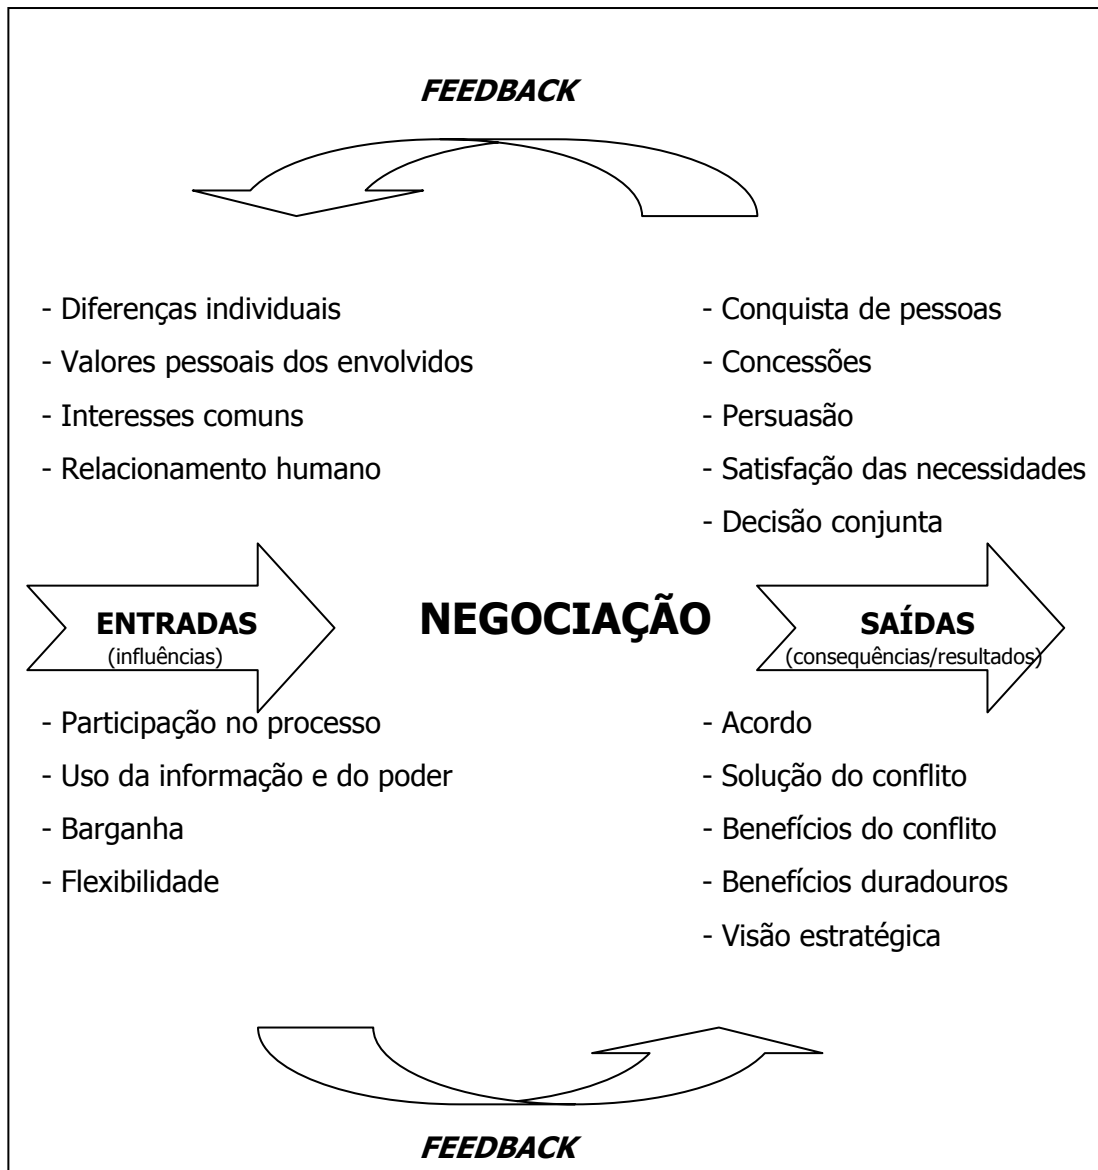 FEEDBACK
- Diferenças individuais
- Valores pessoais dos envolvidos
- Interesses comuns
- Relacionamento humano
- Conquista de pessoas
- Concessões
- Persuasão
- Satisfação das necessidades
- Decisão conjunta
ENTRADAS
(influências)
NEGOCIAÇÃO
SAÍDAS
(consequências/resultados)
- Participação no processo
- Uso da informação e do poder
- Barganha
- Flexibilidade
- Acordo
- Solução do conflito
- Benefícios do conflito
- Benefícios duradouros
- Visão estratégica
FEEDBACK